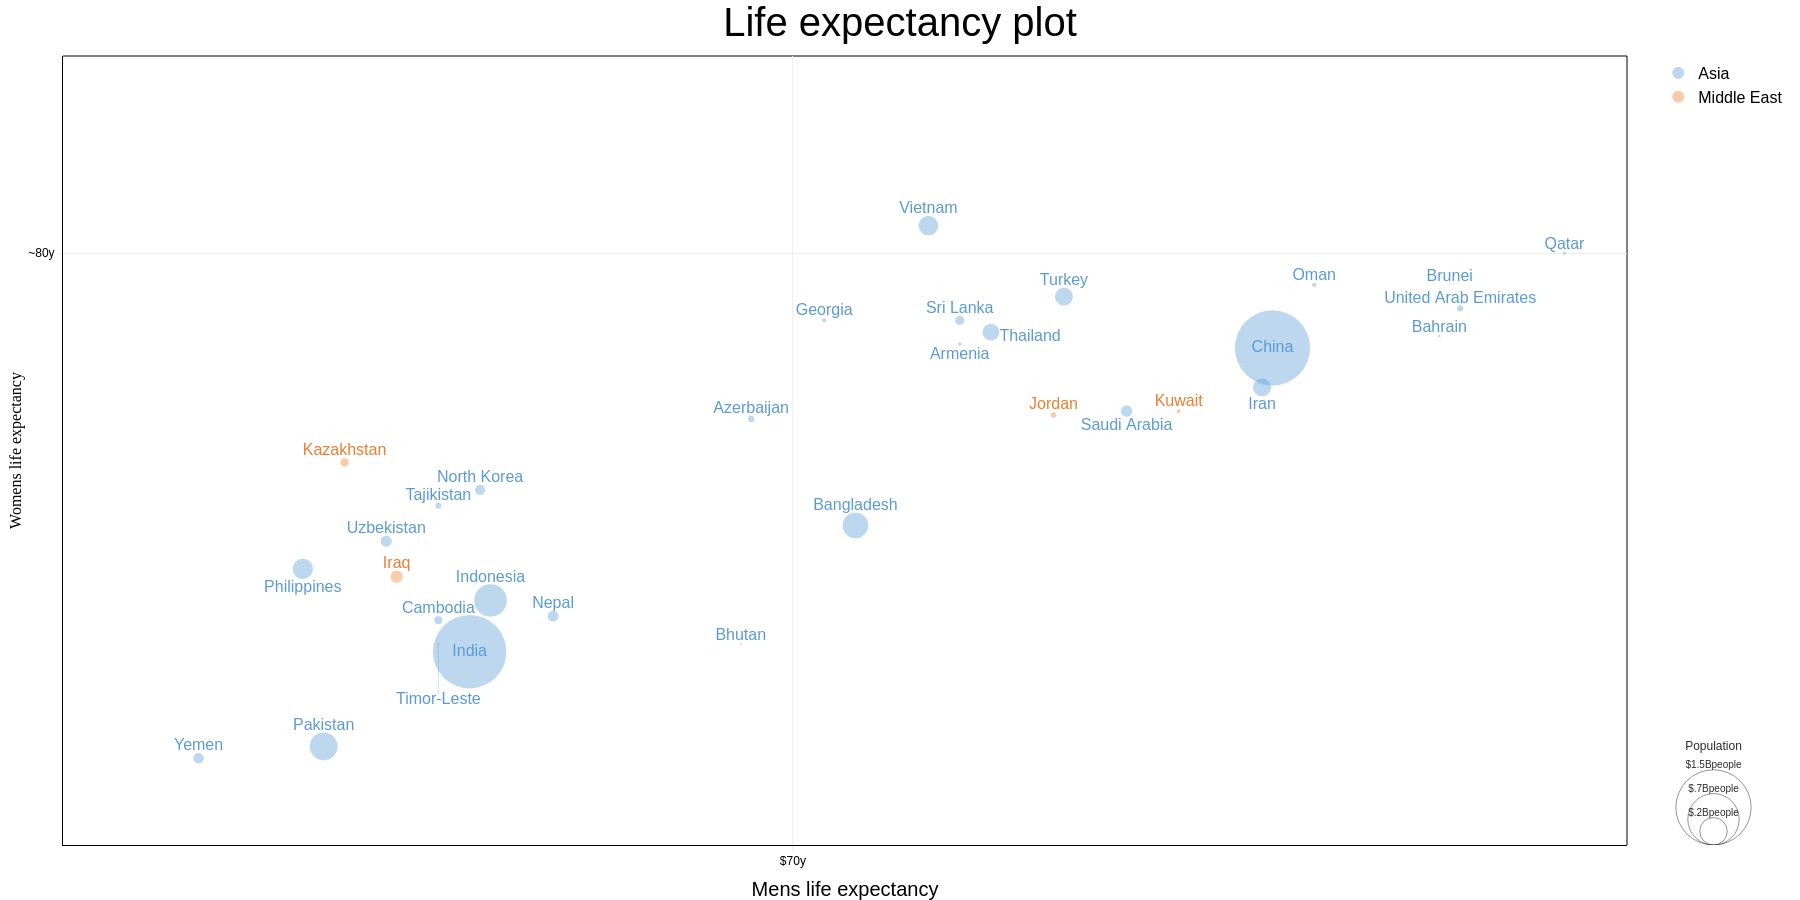 Life expectancy plot
Asia
Middle East
Vietnam
~80y
Qatar
Turkey
Oman
Brunei
United Arab Emirates
Georgia
Sri Lanka
Thailand
Bahrain
China
Armenia
Azerbaijan
Jordan
Kuwait
Iran
Saudi Arabia
Womens life expectancy
Kazakhstan
North Korea
Tajikistan
Bangladesh
Uzbekistan
Iraq
Philippines
Indonesia
Cambodia
Nepal
Bhutan
India
Timor-Leste
Pakistan
Yemen
Population
$1.5Bpeople
$.7Bpeople
$.2Bpeople
$70y
Mens life expectancy